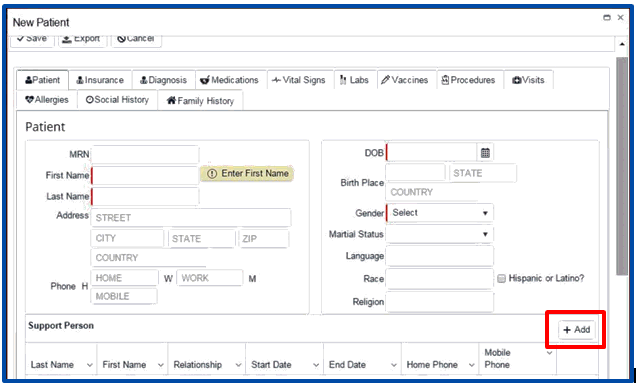 New Patient
Save Export Cancel
Patient Insurance Diagnosis Medications Vital Signs Labs Vaccines Procedures Visits
Allergies Social History Family History
Patient
MRN
First Name Enter First Name
Last Name
Address STREET
CITY STATE ZIP
COUNTRY
Phone H HOME W WORK M
MOBILE
DOB
Birth Place STATE
COUNTRY
Gender Select
Martial Status
Language
Race Hispanic or Latino?
Religion
Support Person
+ Add
Last Name First Name Relationship Start Date End Date Home Phone Mobile Phone